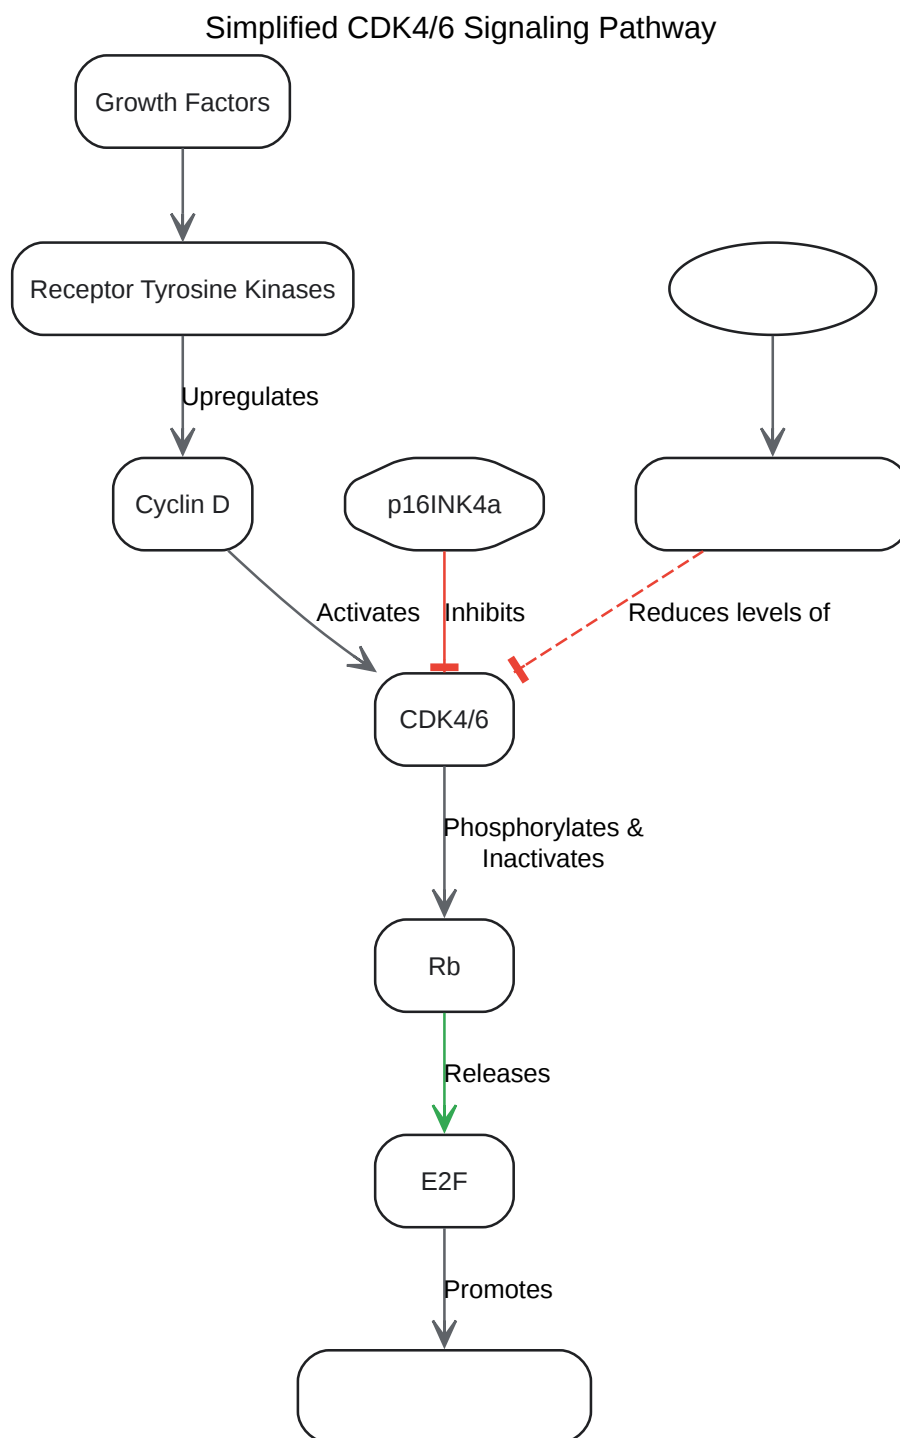 Simplified CDK4/6 Signaling Pathway
Growth Factors
Receptor Tyrosine Kinases
Upregulates
Cyclin D
p16INK4a
Activates
Inhibits
Reduces levels of
CDK4/6
Phosphorylates &
Inactivates
Rb
Releases
E2F
Promotes